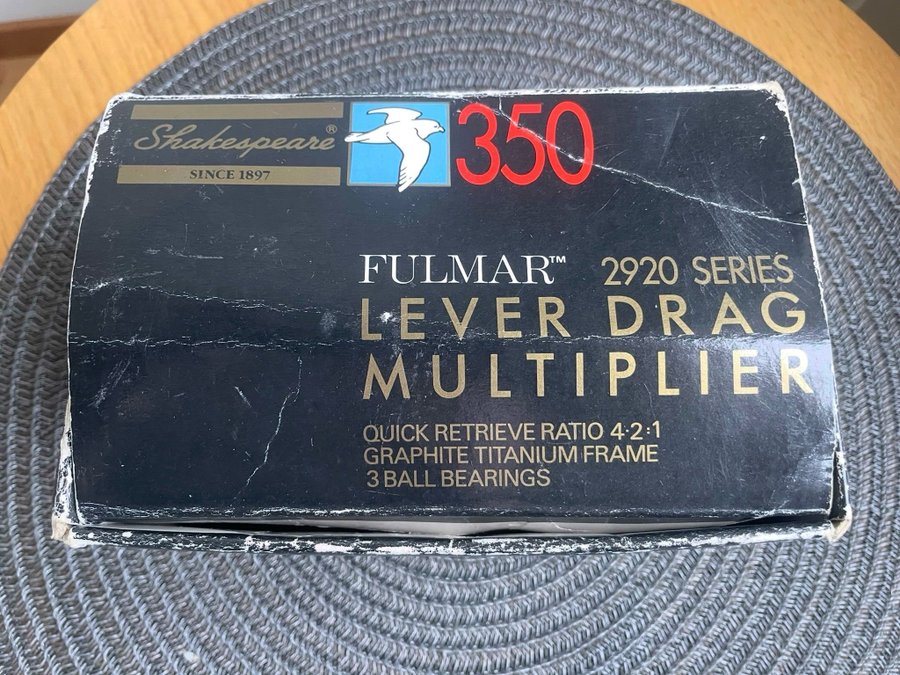 Shakespeare®
SINCE 1897
350
FULMAR™ 2920 SERIES
LEVER DRAG
MULTIPLIER
QUICK RETRIEVE RATIO 4·2:1
GRAPHITE TITANIUM FRAME
3 BALL BEARINGS